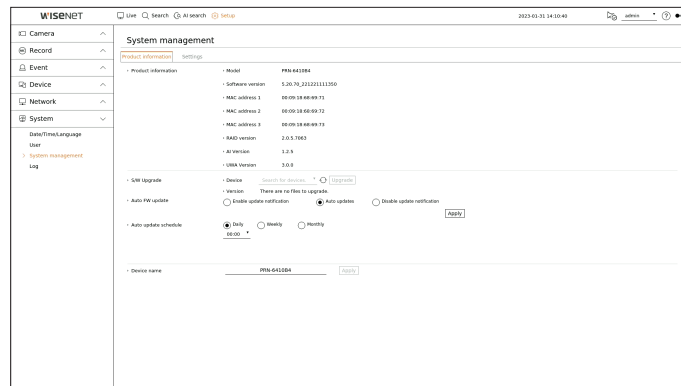 WISENET
Live Search AI search Setup 2023-01-31 14:10:40 admin ?
Camera
System management
Record
Product information Settings
Event
Product information Model PRN-6410B4
Device
Software version 5.20.70_221221111350
MAC address 1 00:09:18:68:69:71
Network
MAC address 2 00:09:18:68:69:72
System
MAC address 3 00:09:18:68:69:73
Date/Time/Language
RAID version 2.0.5.7063
User
AI Version 1.2.5
System management
UWA Version 3.0.0
Log
S/W Upgrade Device Search for devices Upgrade
Version There are no files to upgrade.
Auto FW update Enable update notification Auto updates Disable update notification
Apply
Auto update schedule Daily Weekly Monthly
00:00
Device name PRN-6410B4 Apply